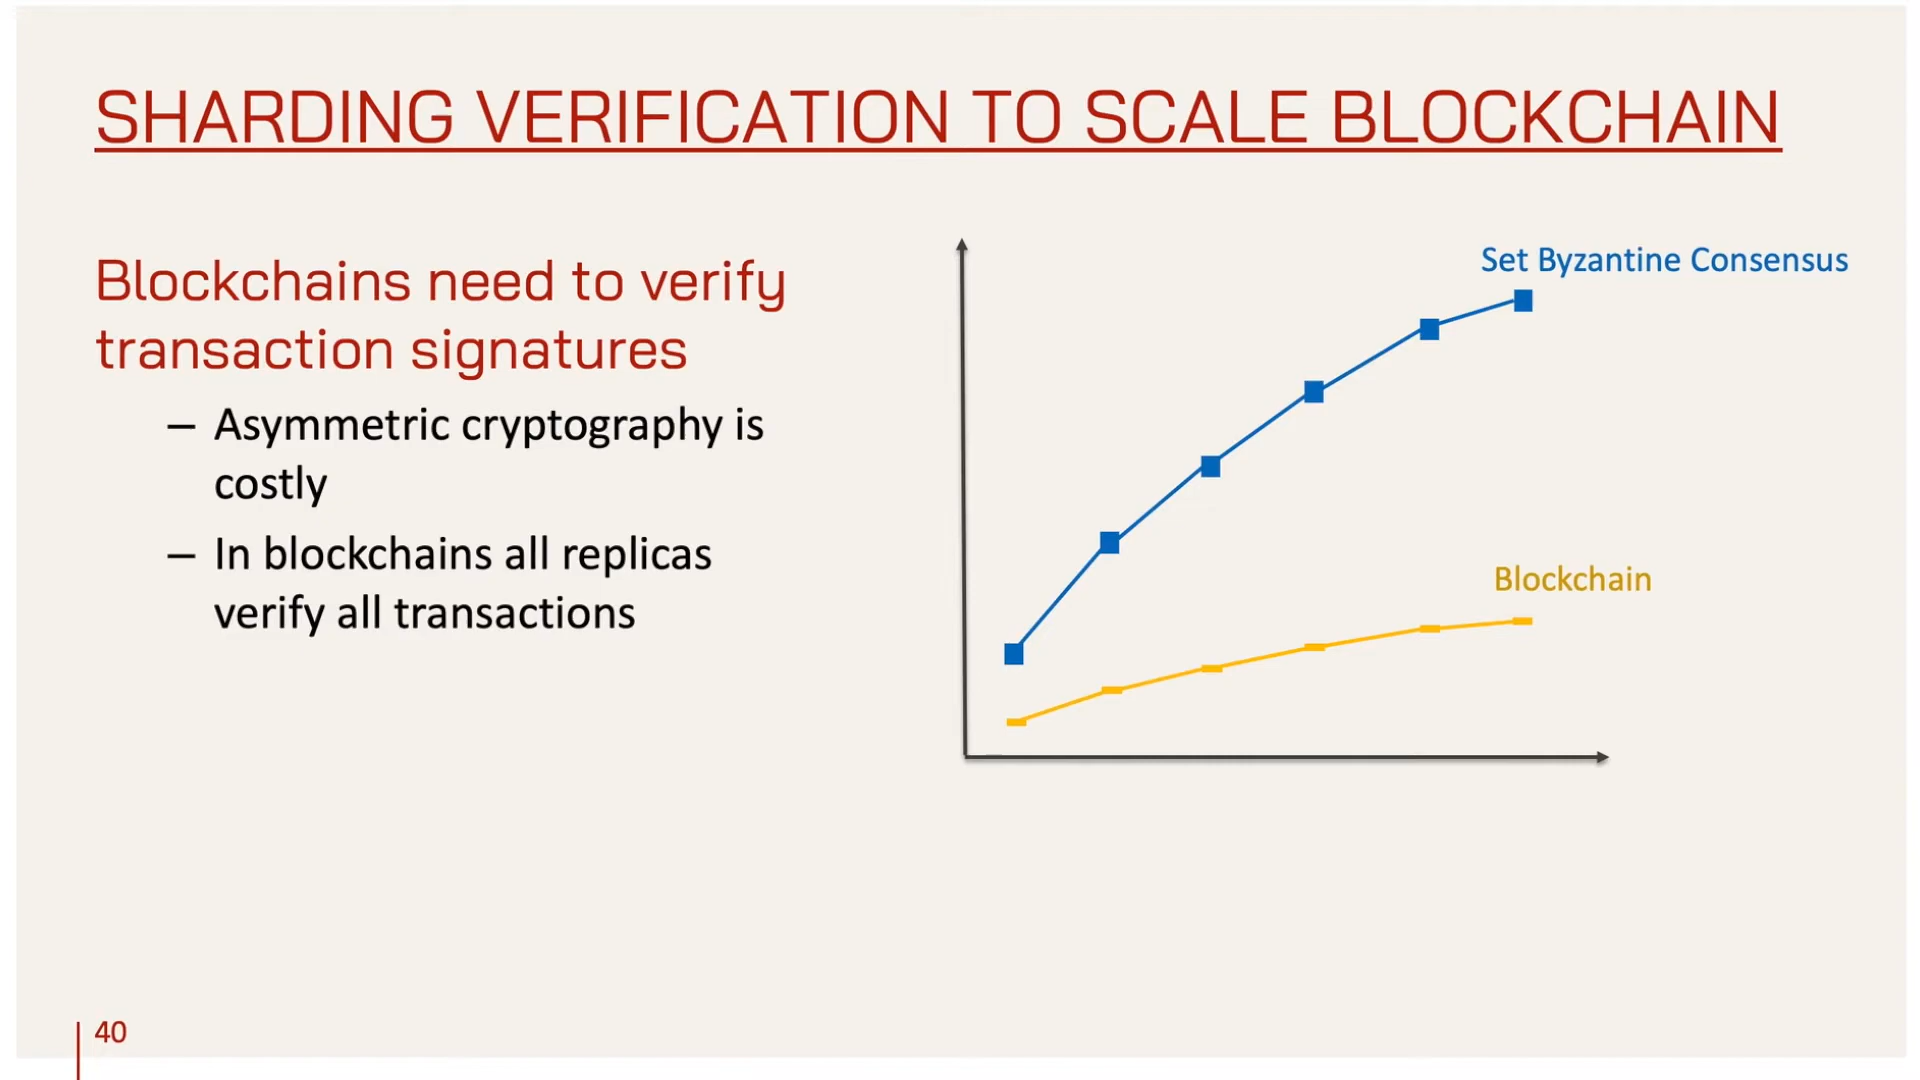 SHARDING VERIFICATION TO SCALE BLOCKCHAIN
Blockchains need to verify
transaction signatures
– Asymmetric cryptography is
costly
– In blockchains all replicas
verify all transactions
Set Byzantine Consensus
Blockchain
40